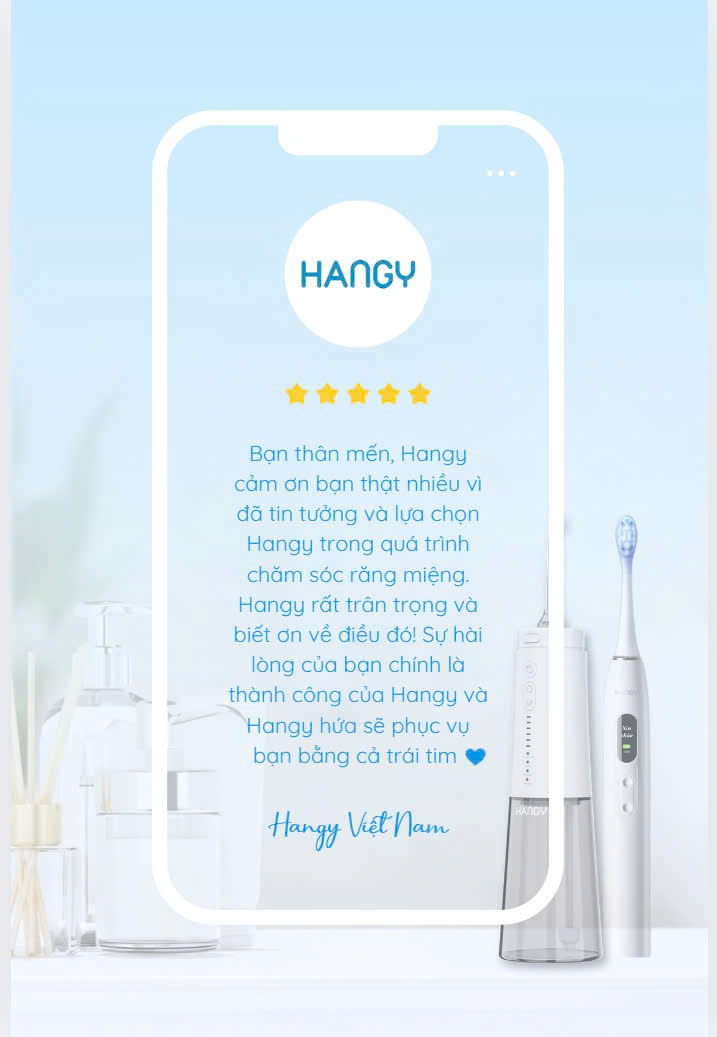 HANGY
Bạn thân mến, Hangy
cảm ơn bạn thật nhiều vì
đã tin tưởng và lựa chọn
Hangy trong quá trình
chăm sóc răng miệng.
Hangy rất trân trọng và
biết ơn về điều đó! Sự hài
lòng của bạn chính là
thành công của Hangy và
Hangy hứa sẽ phục vụ
bạn bằng cả trái tim
Hangy Việt Nam
HANGY
HANGY
Xin
chào